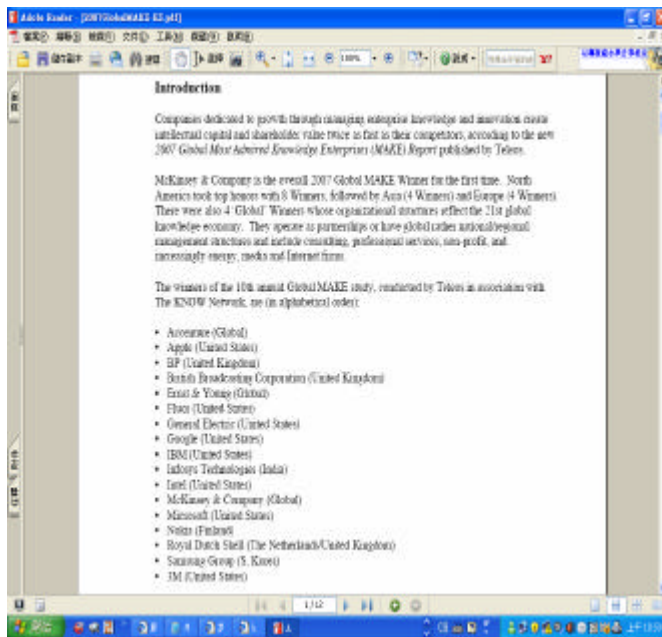 Adobe Reader - [2007GlobalMAKE-ES.pdf]
100%
Introduction
Companies dedicated to growth through managing enterprise knowledge and innovation create
intellectual capital and shareholder value twice as fast as their competitors, according to the new
2007 Global Most Admired Knowledge Enterprises (MAKE) Report published by Teleos.
McKinsey & Company is the overall 2007 Global MAKE Winner for the first time. North
America took top honors with 8 Winners, followed by Asia (4 Winners) and Europe (4 Winners).
There were also 4 'Global' Winners whose organizational structures reflect the 21st global
knowledge economy. They operate as partnerships or have global rather national/regional
management structures and include consulting, professional services, non-profit, and
increasingly energy, media and Internet firms.
The winners of the 10th annual Global MAKE study, conducted by Teleos in association with
The KNOW Network, are (in alphabetical order):
• Accenture (Global)
• Apple (United States)
• BP (United Kingdom)
• British Broadcasting Corporation (United Kingdom)
• Ernst & Young (Global)
• Fluor (United States)
• General Electric (United States)
• Google (United States)
• IBM (United States)
• Infosys Technologies (India)
• Intel (United States)
• McKinsey & Company (Global)
• Microsoft (United States)
• Nokia (Finland)
• Royal Dutch Shell (The Netherlands/United Kingdom)
• Samsung Group (S. Korea)
• 3M (United States)
1/12